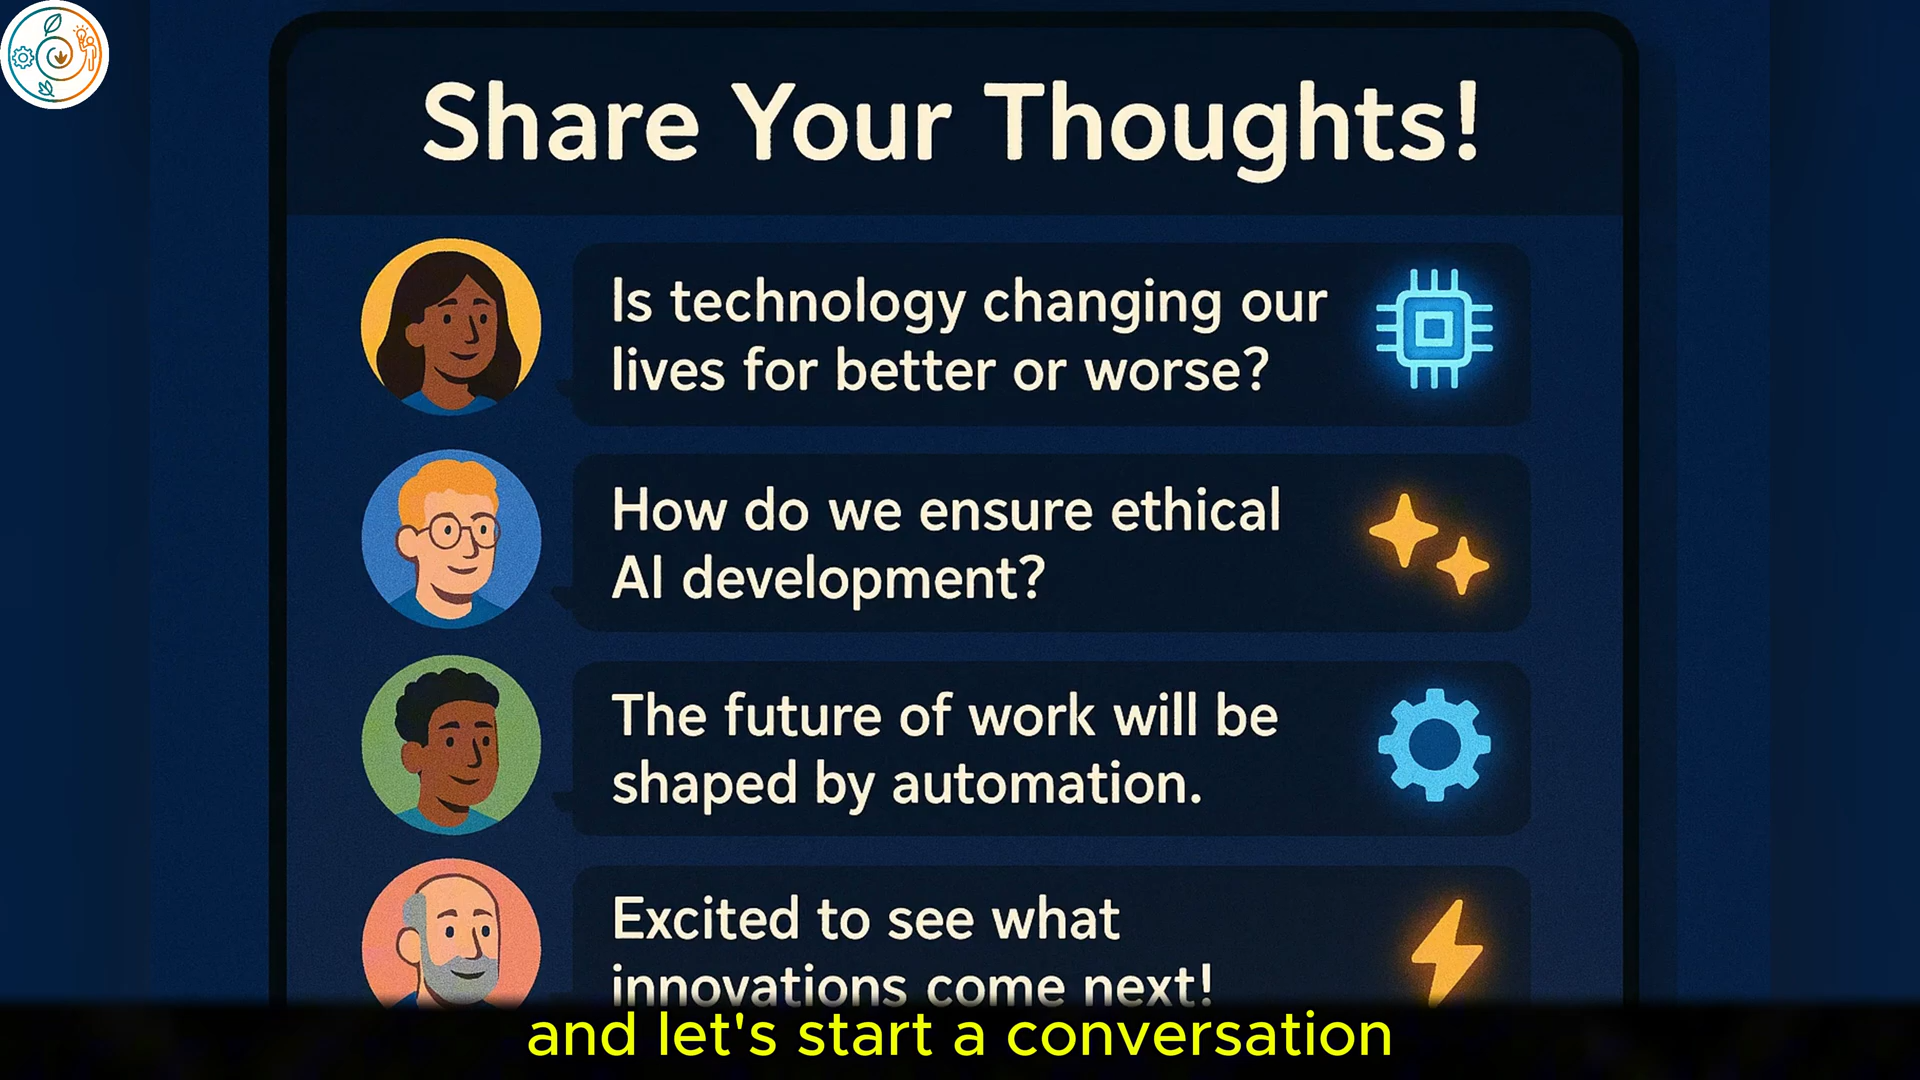 Share Your Thoughts!
Is technology changing our
lives for better or worse?
How do we ensure ethical
AI development?
The future of work will be
shaped by automation.
Excited to see what
innovations come next!
and let's start a conversation